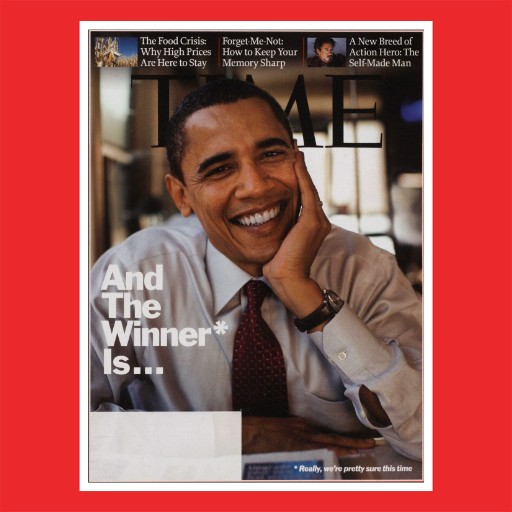 The Food Crisis:
Why High Prices
Are Here to Stay
Forget-Me-Not:
How to Keep Your
Memory Sharp
A New Breed of
Action Hero: The
Self-Made Man
TIME
And
The
Winner*
Is...
* Really, we're pretty sure this time